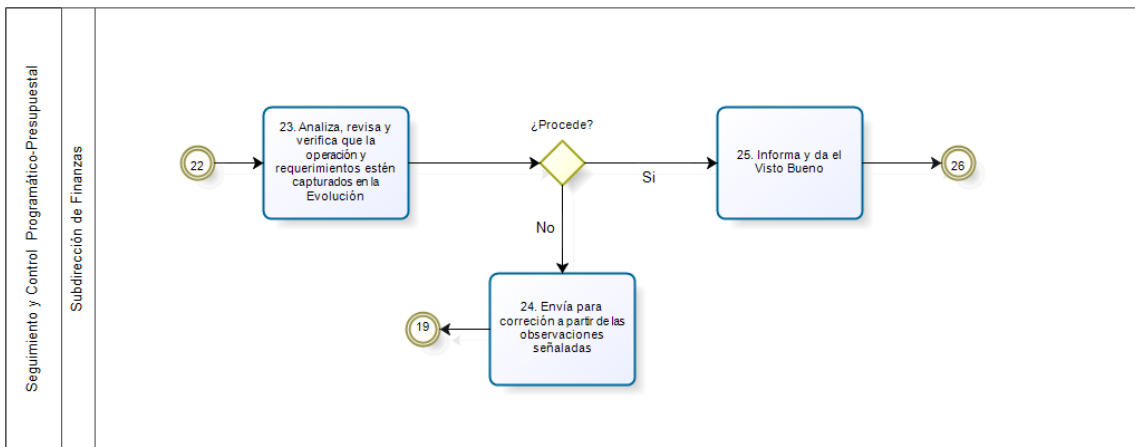 Seguimiento y Control Programático-Presupuestal
Subdirección de Finanzas
22
23. Analiza, revisa y
verifica que la
operación y
requerimientos estén
capturados en la
Evolución
¿Procede?
Si
25. Informa y da el
Visto Bueno
26
No
24. Envía para
correción a partir de las
observaciones
señaladas
19